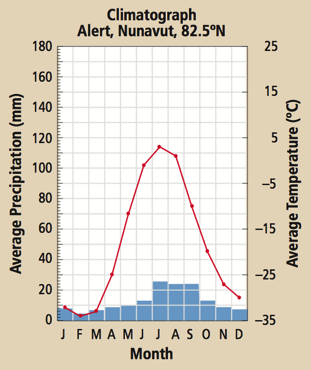 Climatograph
Alert, Nunavut, 82.5ºN
Average Precipitation (mm)
180
160
140
120
100
80
60
40
20
0
25
15
5
–5
–15
–25
–35
Average Temperature (ºC)
J F M A M J J A S O N D
Month